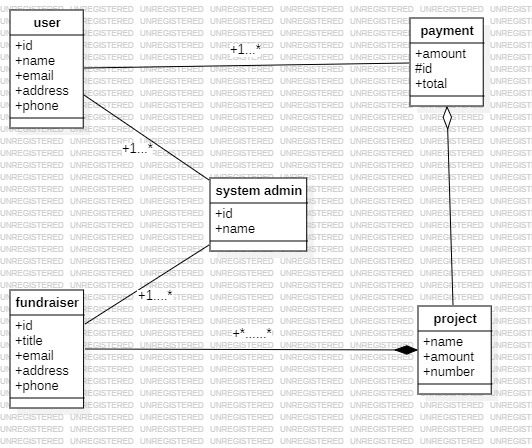 user
+id
+name
+email
+address
+phone
payment
+amount
#id
+total
+1...*
+1...*
system admin
+id
+name
+1....*
fundraiser
+id
+title
+email
+address
+phone
+*......*
project
+name
+amount
+number
UNREGISTERED